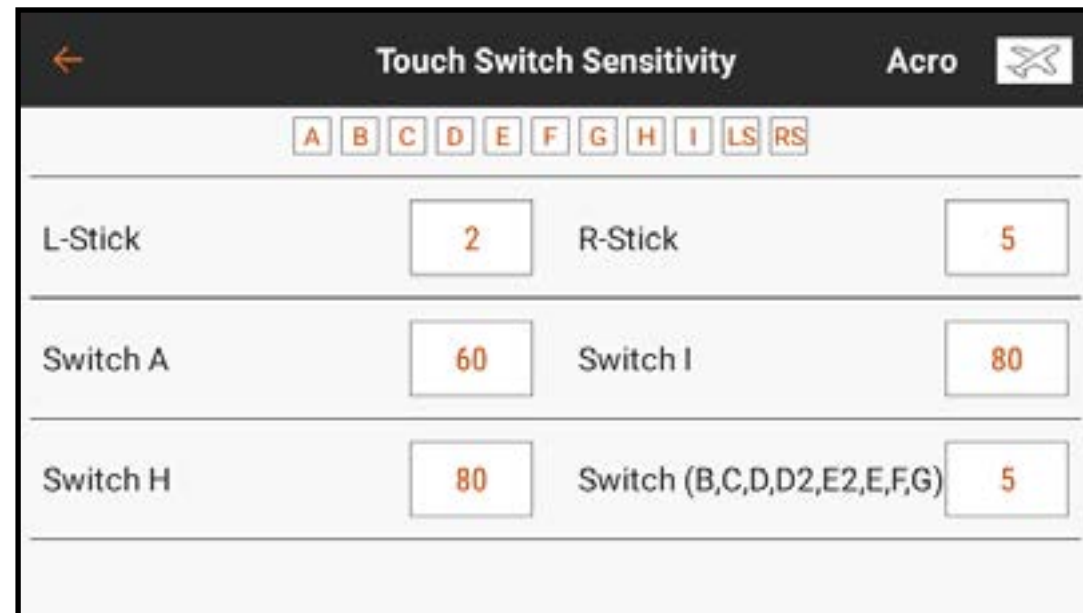 Touch Switch Sensitivity Acro
A B C D E F G H I LS RS
L-Stick 2 R-Stick 5
Switch A 60 Switch I 80
Switch H 80 Switch (B,C,D,D2,E2,E,F,G) 5